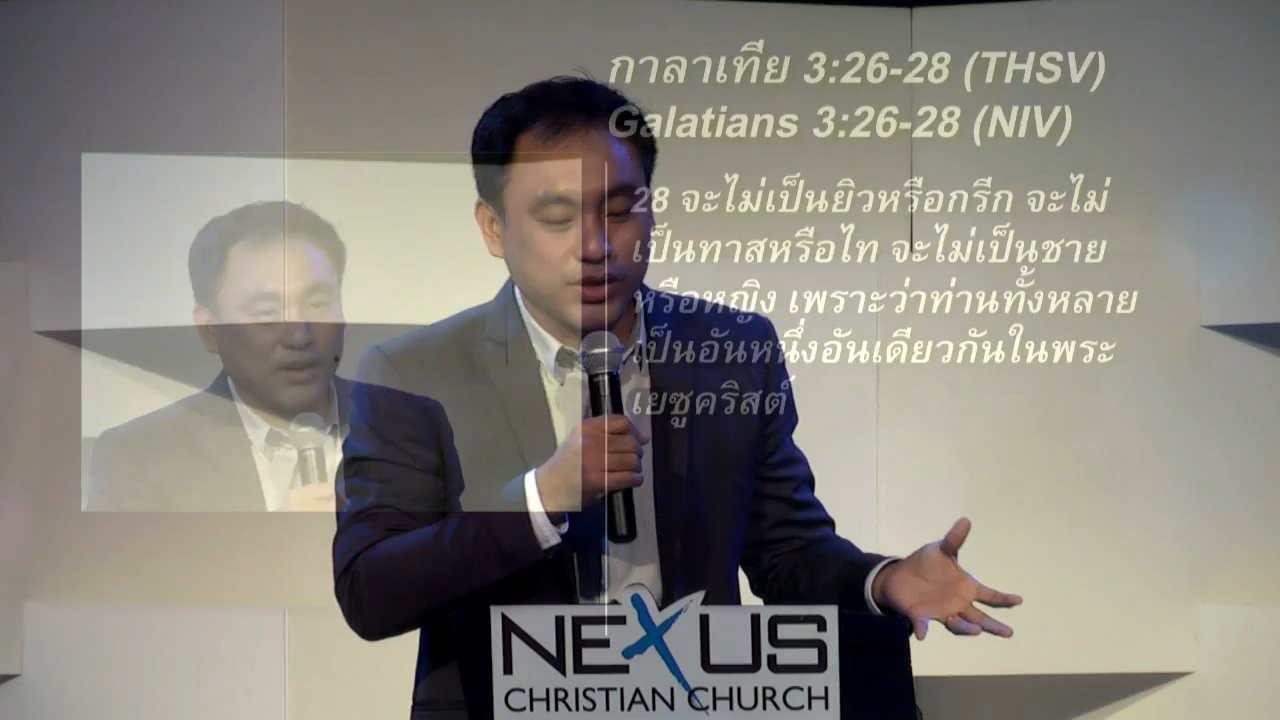 กาลาเทีย 3:26-28 (THSV)
Galatians 3:26-28 (NIV)
28 จะไม่เป็นยิวหรือกรีก จะไม่
เป็นทาสหรือไท จะไม่เป็นชาย
หรือหญิง เพราะว่าท่านทั้งหลาย
เป็นอันหนึ่งอันเดียวกันในพระ
เยซูคริสต์
NEXUS
CHRISTIAN CHURCH